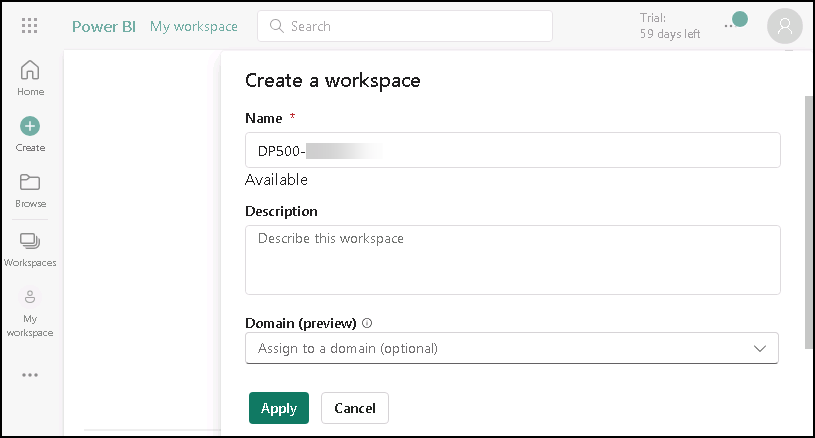 Power BI My workspace
Search
Trial:
59 days left
Home
Create
Browse
Workspaces
My
workspace
Create a workspace
Name *
DP500-
Available
Description
Describe this workspace
Domain (preview)
Assign to a domain (optional)
Apply
Cancel